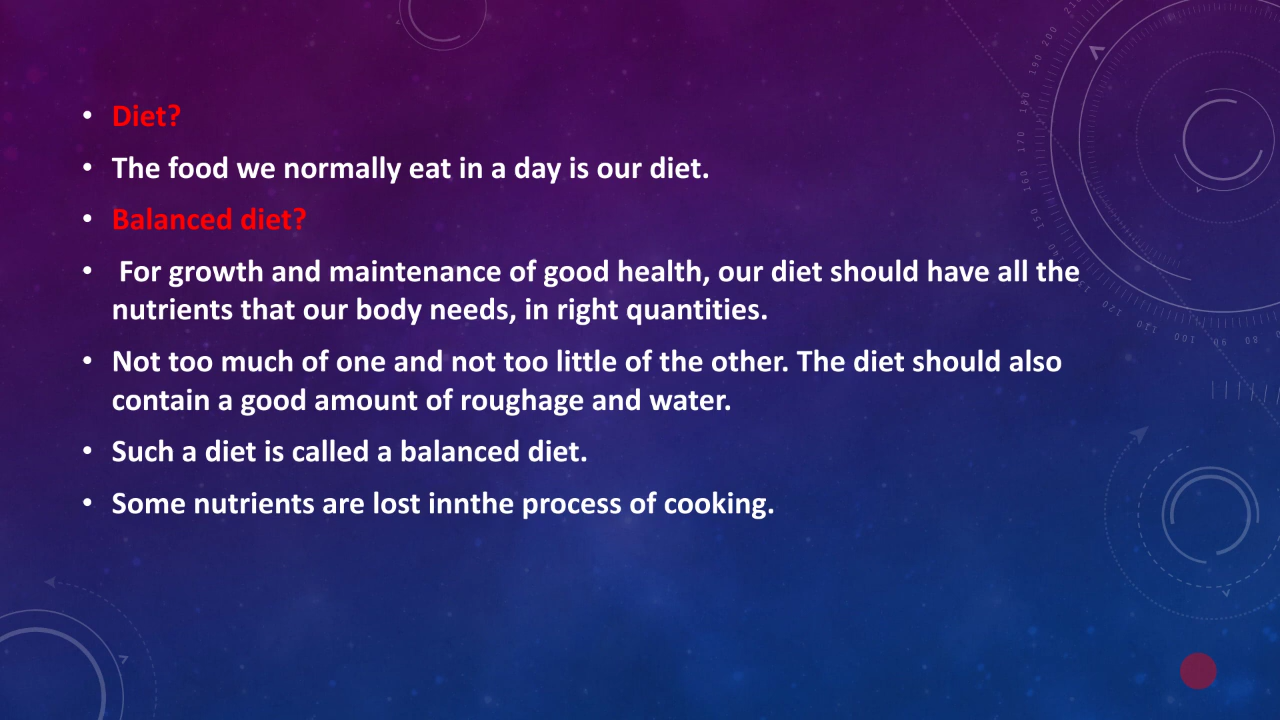 • Diet?
• The food we normally eat in a day is our diet.
• Balanced diet?
• For growth and maintenance of good health, our diet should have all the
nutrients that our body needs, in right quantities.
• Not too much of one and not too little of the other. The diet should also
contain a good amount of roughage and water.
• Such a diet is called a balanced diet.
• Some nutrients are lost innthe process of cooking.